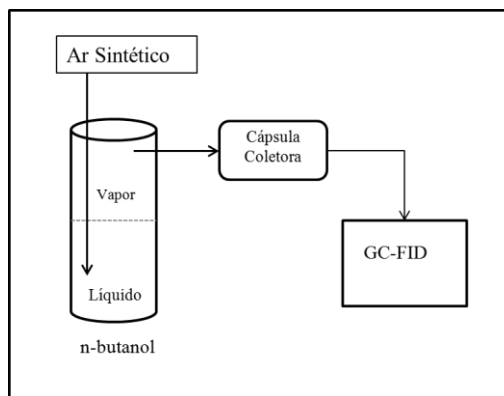 Ar Sintético
Cápsula
Coletora
Vapor
GC-FID
Líquido
n-butanol